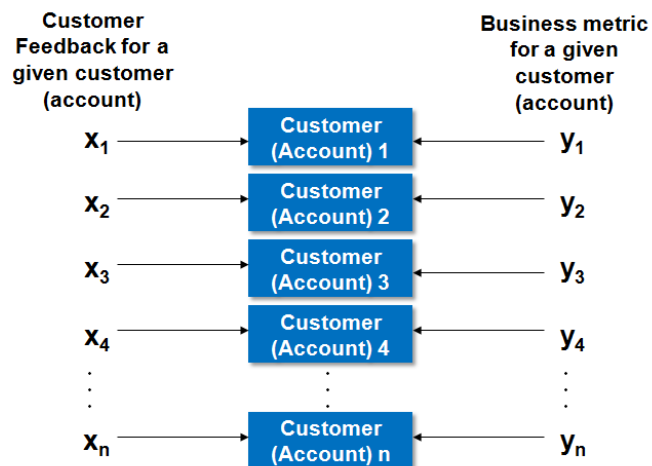 Customer
Feedback for a
given customer
(account)
Business metric
for a given
customer
(account)
x1
Customer
(Account) 1
y1
x2
Customer
(Account) 2
y2
x3
Customer
(Account) 3
y3
x4
Customer
(Account) 4
y4
xn
Customer
(Account) n
yn